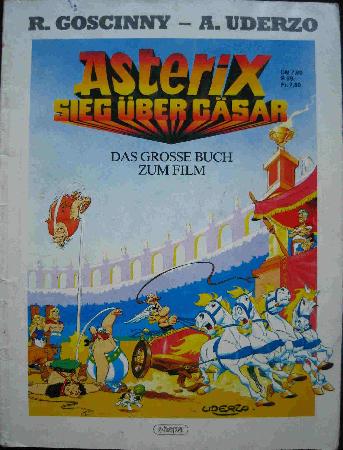 R. GOSCINNY – A. UDERZO
Asterix
SIEG ÜBER CÄSAR
DAS GROSSE BUCH
ZUM FILM
UDERZO